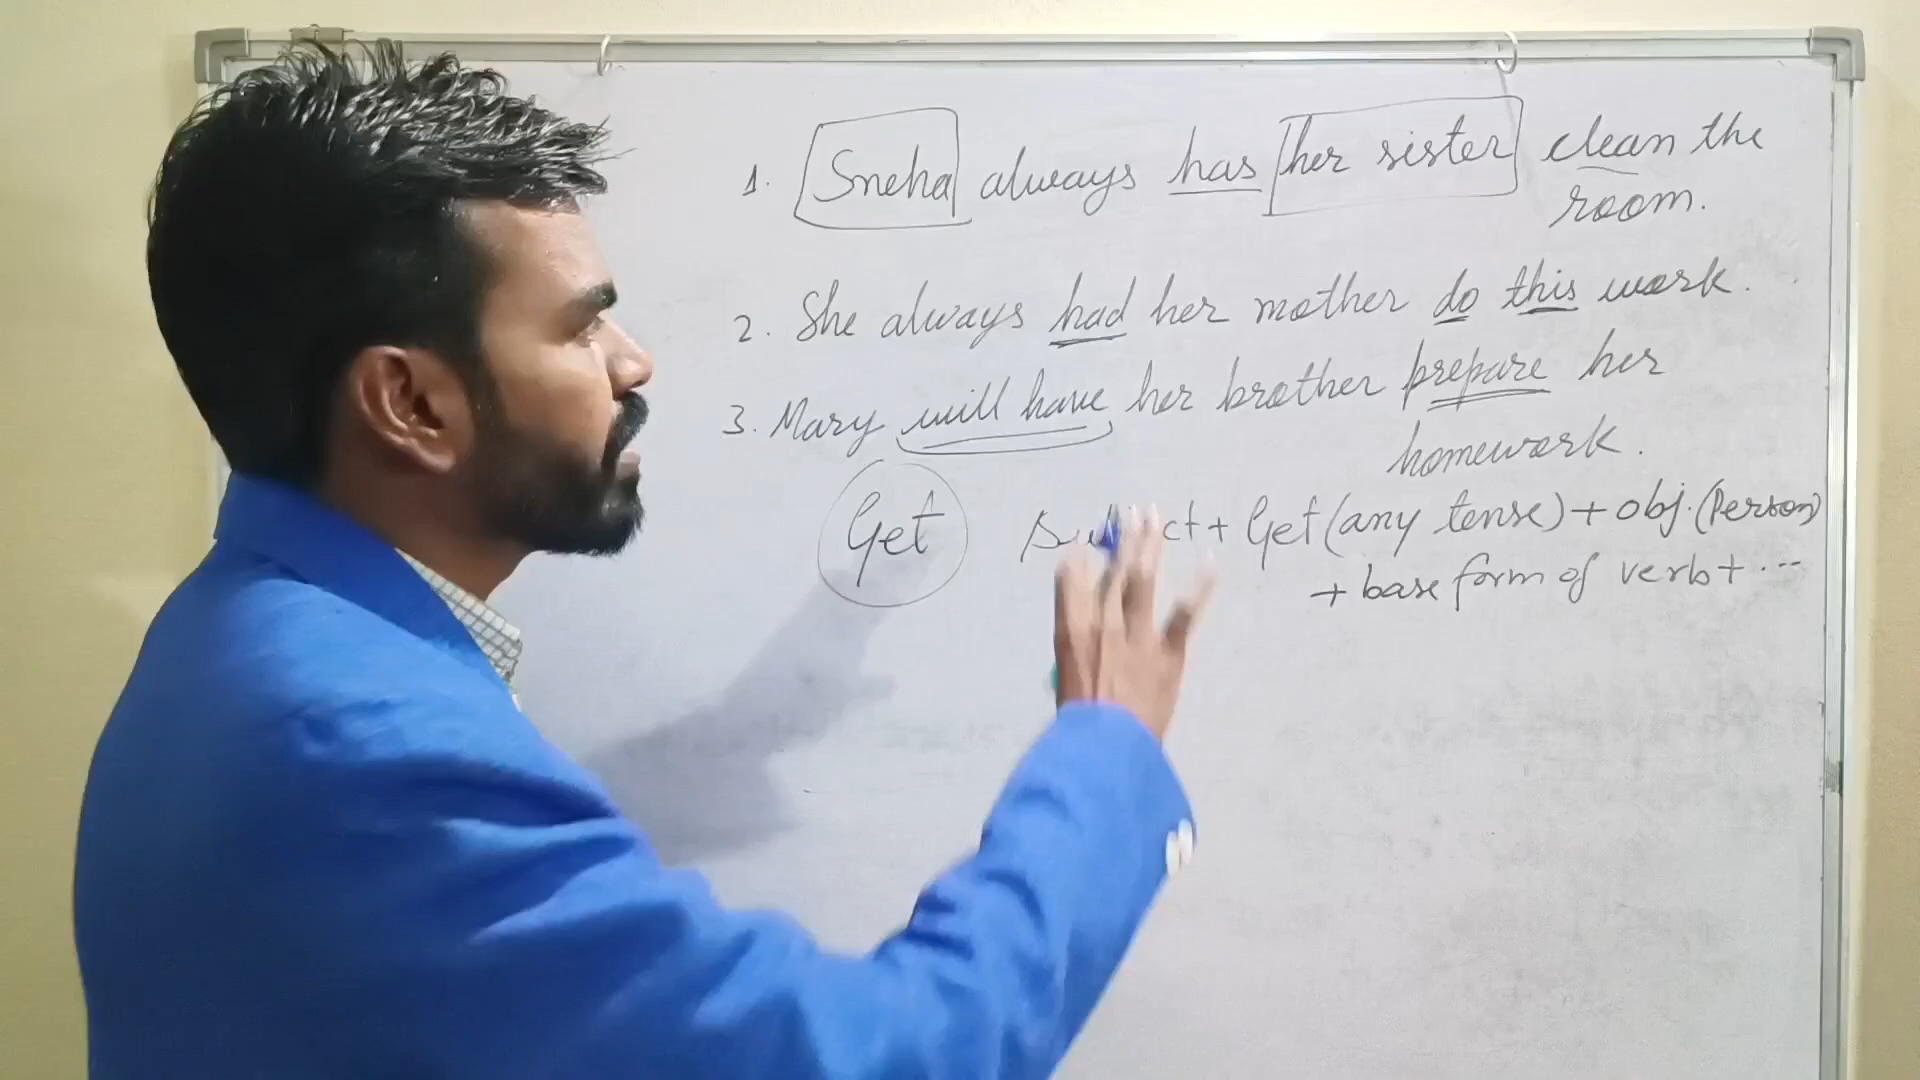 1. Sneha always has her sister clean the
room.
2. She always had her mother do this work.
3. Mary will have her brother prepare her
homework.
Get + Get (any tense) + obj. (Person)
+ base form of verb + ...